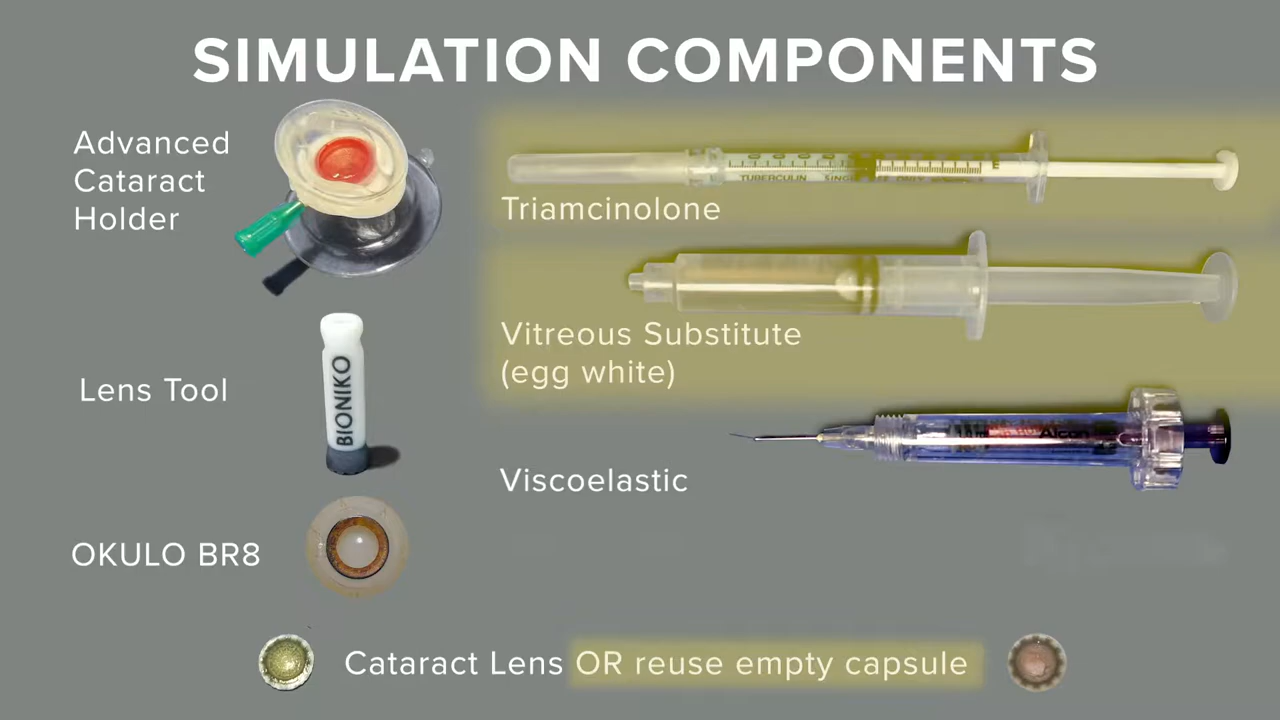 SIMULATION COMPONENTS
Advanced
Cataract
Holder
TUBERCULIN
Triamcinolone
Vitreous Substitute
(egg white)
BIONIKO
Lens Tool
Alcon
Viscoelastic
OKULO BR8
Cataract Lens OR reuse empty capsule